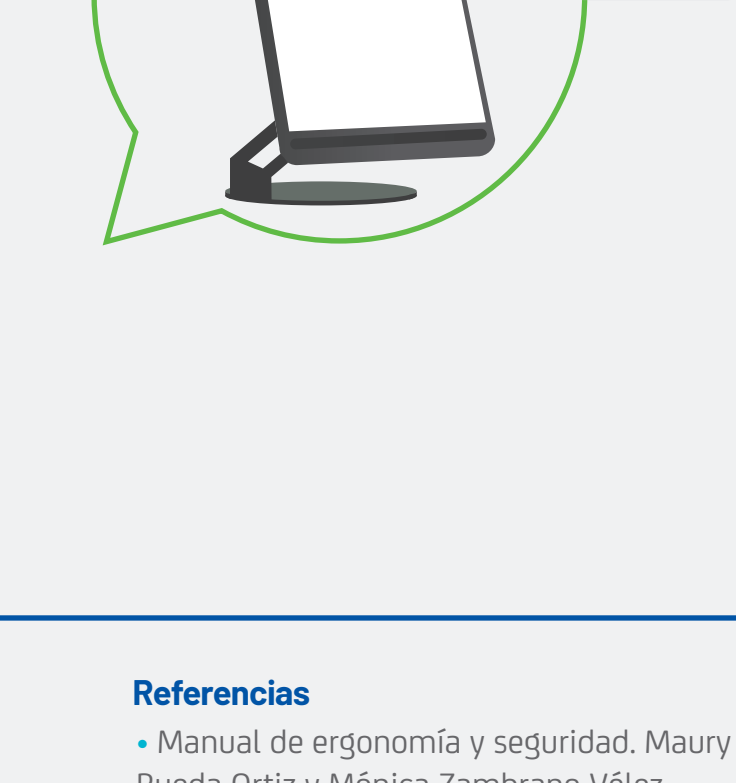 Referencias
• Manual de ergonomía y seguridad. Maury
Rueda Ortiz y Mónica Zambrano Vélez